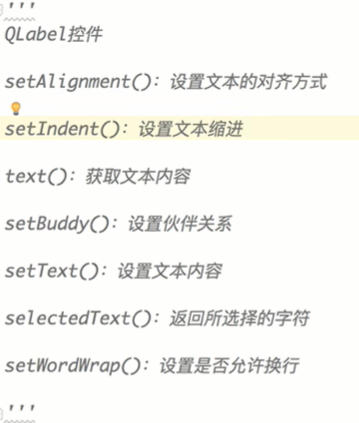 '''
QLabel控件
setAlignment()：设置文本的对齐方式
setIndent()：设置文本缩进
text()：获取文本内容
setBuddy()：设置伙伴关系
setText()：设置文本内容
selectedText()：返回所选择的字符
setWordWrap()：设置是否允许换行
'''